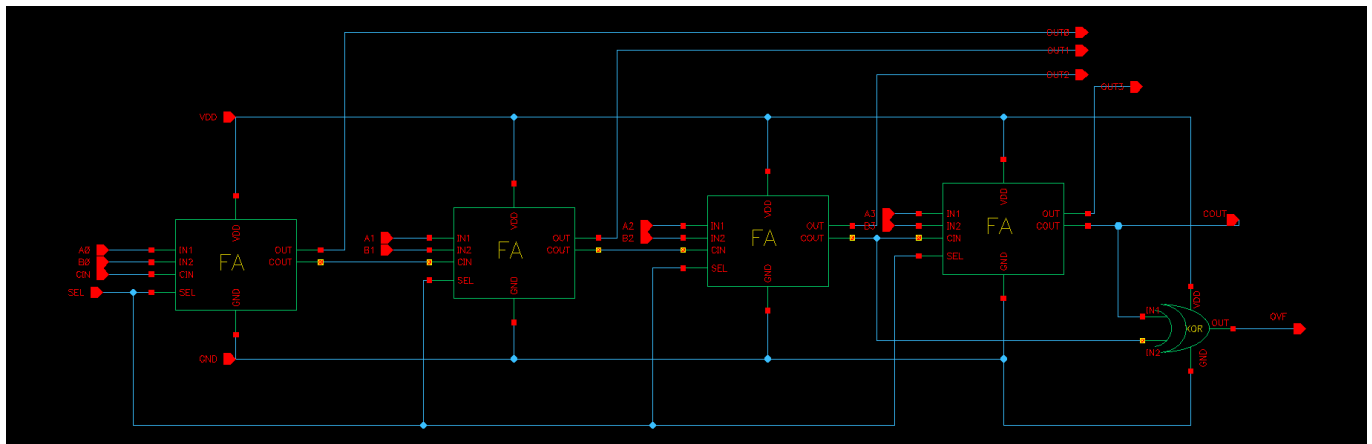 OUT0
OUT1
OUT2
OUT3
VDD
VDD
IN1
IN2
CIN
SEL
OUT
COUT
GND
FA
A0
B0
CIN
SEL
VDD
IN1
IN2
CIN
SEL
OUT
COUT
GND
FA
A1
B1
VDD
IN1
IN2
CIN
SEL
OUT
COUT
GND
FA
A2
B2
VDD
IN1
IN2
CIN
SEL
OUT
COUT
GND
FA
A3
B3
COUT
GND
VDD
IN1
IN2
XOR
OUT
GND
OVF